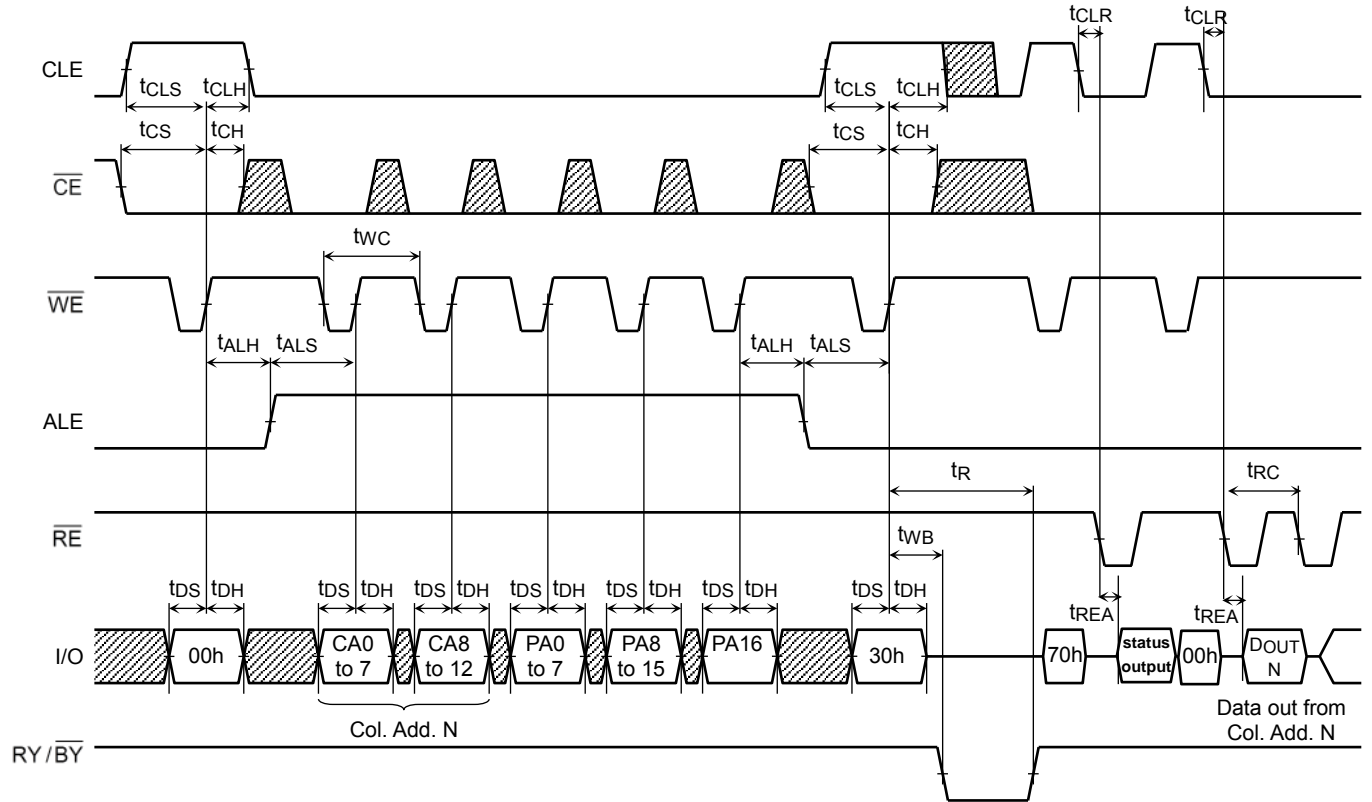 tCLR tCLR
CLE
tCLS tCLH tCLS tCLH
tCS tCH tCS tCH
CE
tWC
WE
tALH tALS tALH tALS
ALE
tR tRC
RE
tWB
tDS tDH tDS tDH tDS tDH tDS tDH tDS tDH tDS tDH tDS tDH
tREA tREA
I/O 00h CA0 to 7 CA8 to 12 PA0 to 7 PA8 to 15 PA16 30h 70h status output 00h DOUT N
Col. Add. N
Data out from
Col. Add. N
RY/BY